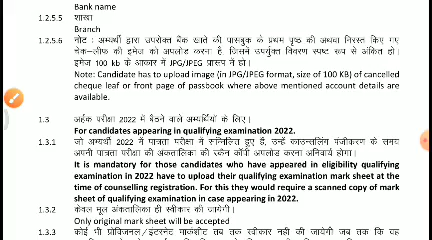 Bank name
1.2.5.5 शाखा
Branch
1.2.5.6 नोट : अभ्यर्थी द्वारा उपरोक्त बैंक खाते की पासबुक के प्रथम पृष्ठ की अथवा निरस्त किए गए
चेक-लीफ की इमेज को अपलोड करना है जिसमें उपर्युक्त विवरण स्पष्ट रूप से अंकित हो।
इमेज 100 kb के आकार में JPG/JPEG प्रारूप में हो।
Note: Candidate has to upload image (in JPG/JPEG format, size of 100 KB) of cancelled
cheque leaf or front page of passbook where above mentioned account details are
available.
1.3 अर्हक परीक्षा 2022 में बैठने वाले अभ्यर्थियों के लिए।
For candidates appearing in qualifying examination 2022.
1.3.1 जो अभ्यर्थी 2022 में पात्रता परीक्षा में सम्मिलित हुए हैं, उन्हें काउन्सलिंग पंजीकरण के समय
अपनी पात्रता परीक्षा की अंकतालिका की स्कैन कॉपी अपलोड करना अनिवार्य होगा।
It is mandatory for those candidates who have appeared in eligibility qualifying
examination in 2022 have to upload their qualifying examination mark sheet at the
time of counselling registration. For this they would require a scanned copy of mark
sheet of qualifying examination in case appearing in 2022.
1.3.2 केवल मूल अंकतालिका ही स्वीकार की जायेगी।
Only original mark sheet will be accepted
1.3.3 कोई भी प्रोविजनल/इंटरनेट मार्कशीट तब तक स्वीकार नहीं की जायेगी जब तक कि वह